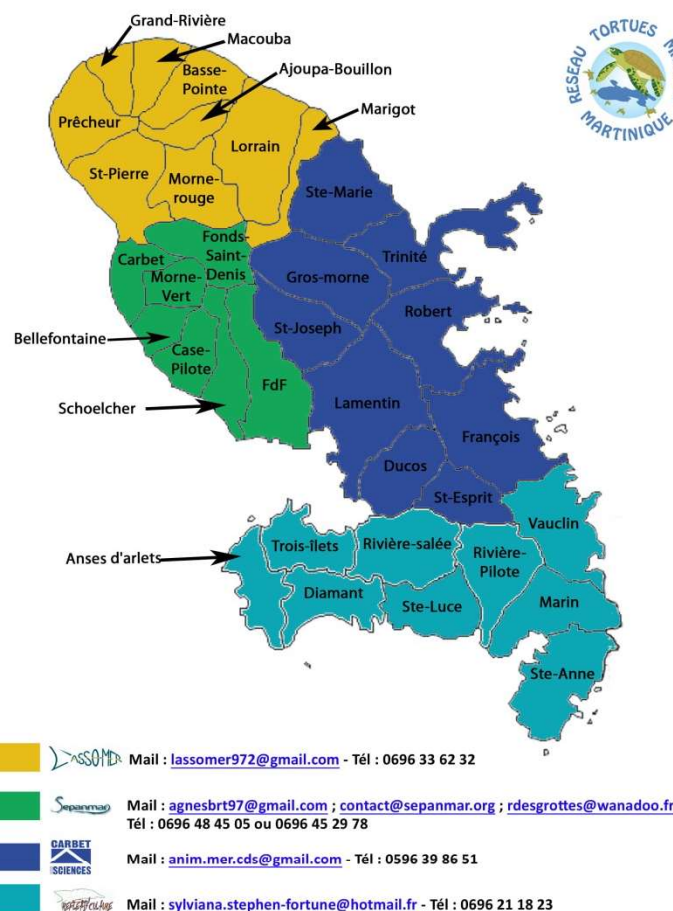 Grand-Rivière
Macouba
Basse-
Pointe
Ajoupa-Bouillon
Marigot
Prêcheur
Lorrain
St-Pierre
Morne-
rouge
RESEAU TORTUES
MARTINIQUE
Ste-Marie
Fonds-
Saint-
Denis
Trinité
Carbet
Gros-morne
Morne-
Vert
Robert
St-Joseph
Bellefontaine
Case-
Pilote
FdF
Lamentin
Schoelcher
François
Ducos
St-Esprit
Vauclin
Anses d'arlets
Trois-îlets
Rivière-salée
Rivière-
Pilote
Diamant
Ste-Luce
Marin
Ste-Anne
L'ASSO-MER Mail : lassomer972@gmail.com - Tél : 0696 33 62 32
Sepanmar Mail : agnesbrt97@gmail.com ; contact@sepanmar.org ; rdesgrottes@wanadoo.fr
Tél : 0696 48 45 05 ou 0696 45 29 78
CARBET
SCIENCES
Mail : anim.mer.cds@gmail.com - Tél : 0596 39 86 51
Mail : sylviana.stephen-fortune@hotmail.fr - Tél : 0696 21 18 23